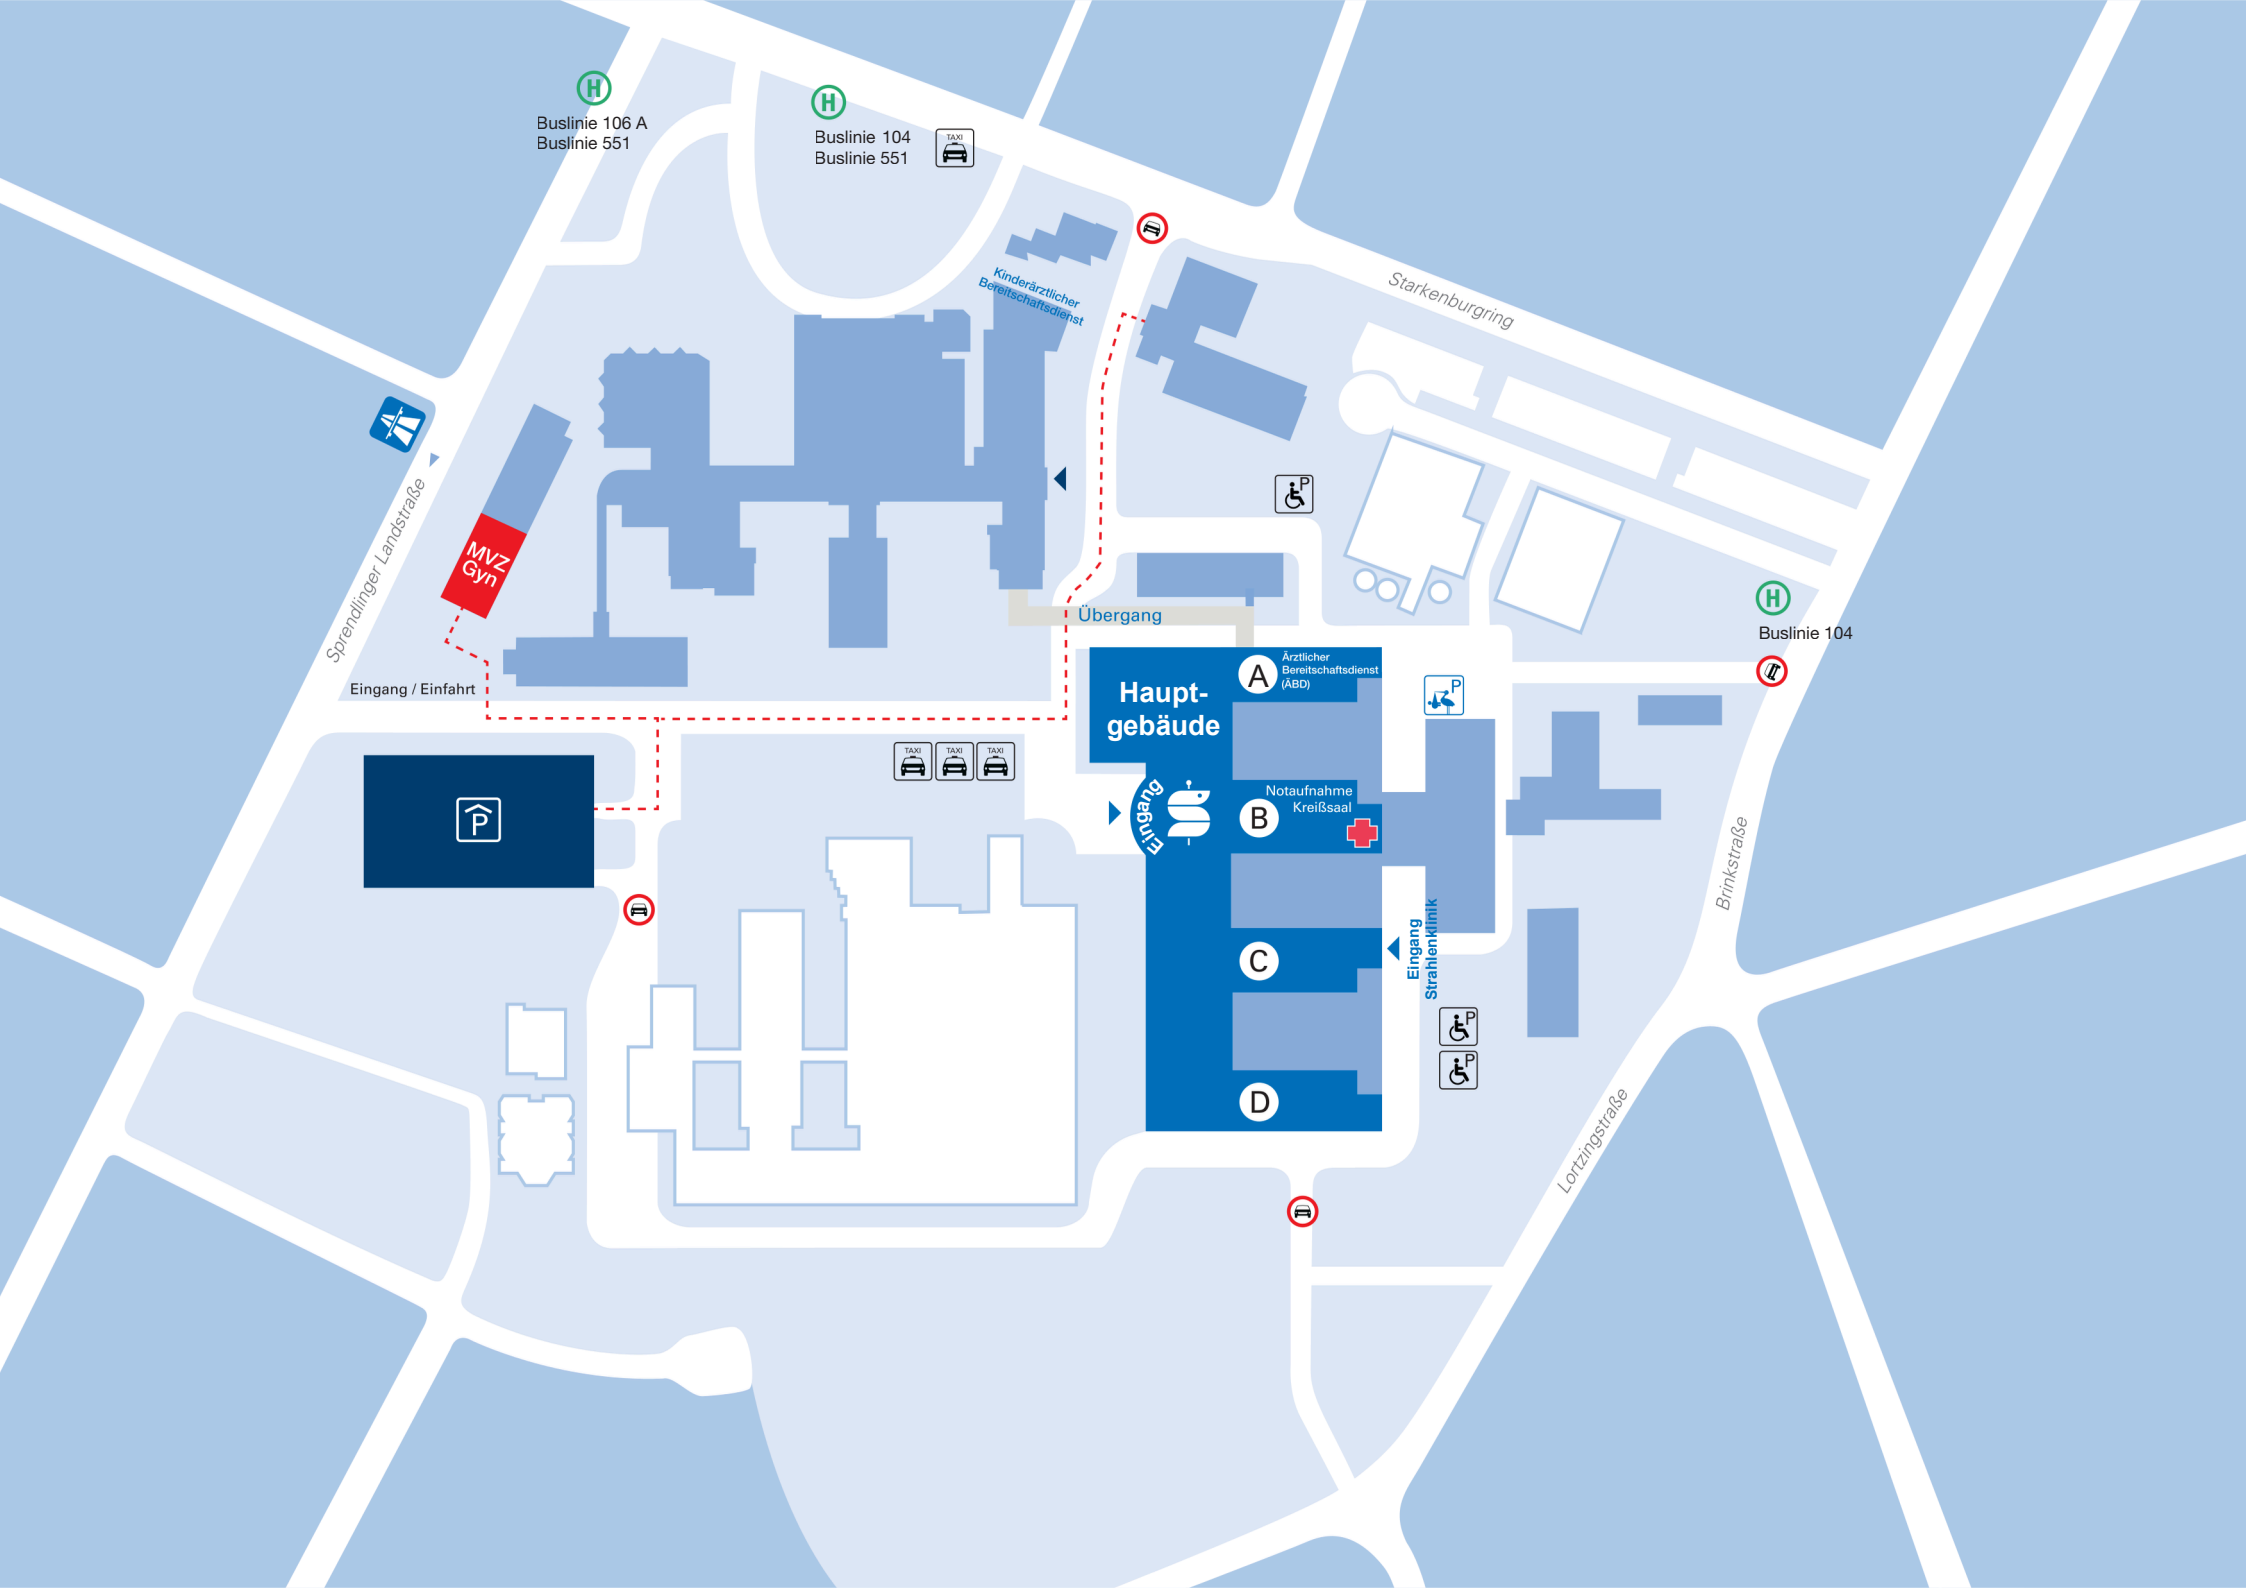 H
Buslinie 106 A
Buslinie 551
H
Buslinie 104
Buslinie 551
TAXI
Kinderärztlicher
Bereitschaftsdienst
Starkenburgring
Sprendlinger Landstraße
MVZ
Gyn
P
Übergang
H
Buslinie 104
Eingang / Einfahrt
Haupt-
gebäude
A
Ärztlicher
Bereitschaftsdienst
(ÄBD)
P
TAXI
TAXI
TAXI
P
Eingang
B
Notaufnahme
Kreißsaal
Brinkstraße
C
Eingang
Strahlenklinik
P
P
D
Lortzingstraße